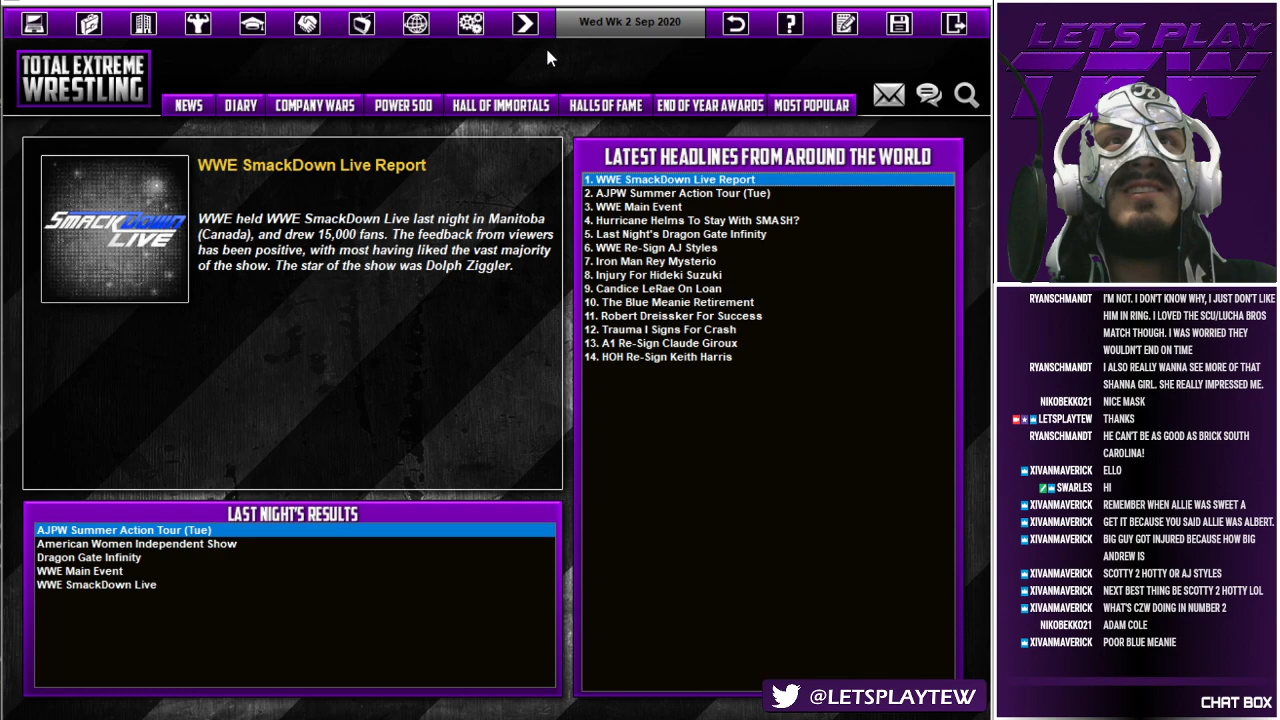 Wed Wk 2 Sep 2020
TOTAL EXTREME
WRESTLING
NEWS DIARY COMPANY WARS POWER 500 HALL OF IMMORTALS HALLS OF FAME END OF YEAR AWARDS MOST POPULAR
WWE SmackDown Live Report
SMACKDOWN
LIVE
WWE held WWE SmackDown Live last night in Manitoba
(Canada), and drew 15,000 fans. The feedback from viewers
has been positive, with most having liked the vast majority
of the show. The star of the show was Dolph Ziggler.
LATEST HEADLINES FROM AROUND THE WORLD
1. WWE SmackDown Live Report
2. AJPW Summer Action Tour (Tue)
3. WWE Main Event
4. Hurricane Helms To Stay With SMASH?
5. Last Night's Dragon Gate Infinity
6. WWE Re-Sign AJ Styles
7. Iron Man Rey Mysterio
8. Injury For Hideki Suzuki
9. Candice LeRae On Loan
10. The Blue Meanie Retirement
11. Robert Dreissker For Success
12. Trauma I Signs For Crash
13. A1 Re-Sign Claude Giroux
14. HOH Re-Sign Keith Harris
LAST NIGHT'S RESULTS
AJPW Summer Action Tour (Tue)
American Women Independent Show
Dragon Gate Infinity
WWE Main Event
WWE SmackDown Live
@LETSPLAYTEW
LETS PLAY
TEW
RYANSCHMANDT I'M NOT. I DON'T KNOW WHY, I JUST DON'T LIKE
HIM IN RING. I LOVED THE SCU/LUCHA BROS
MATCH THOUGH. I WAS WORRIED THEY
WOULDN'T END ON TIME
RYANSCHMANDT I ALSO REALLY WANNA SEE MORE OF THAT
SHANNA GIRL. SHE REALLY IMPRESSED ME.
NIKOBEKKO21 NICE MASK
LETSPLAYTEW THANKS
RYANSCHMANDT HE CAN'T BE AS GOOD AS BRICK SOUTH
CAROLINA!
XIVANMAVERICK ELLO
SWARLES HI
XIVANMAVERICK REMEMBER WHEN ALLIE WAS SWEET A
XIVANMAVERICK GET IT BECAUSE YOU SAID ALLIE WAS ALBERT.
XIVANMAVERICK BIG GUY GOT INJURED BECAUSE HOW BIG
ANDREW IS
XIVANMAVERICK SCOTTY 2 HOTTY OR AJ STYLES
XIVANMAVERICK NEXT BEST THING BE SCOTTY 2 HOTTY LOL
XIVANMAVERICK WHAT'S CZW DOING IN NUMBER 2
NIKOBEKKO21 ADAM COLE
XIVANMAVERICK POOR BLUE MEANIE
CHAT BOX